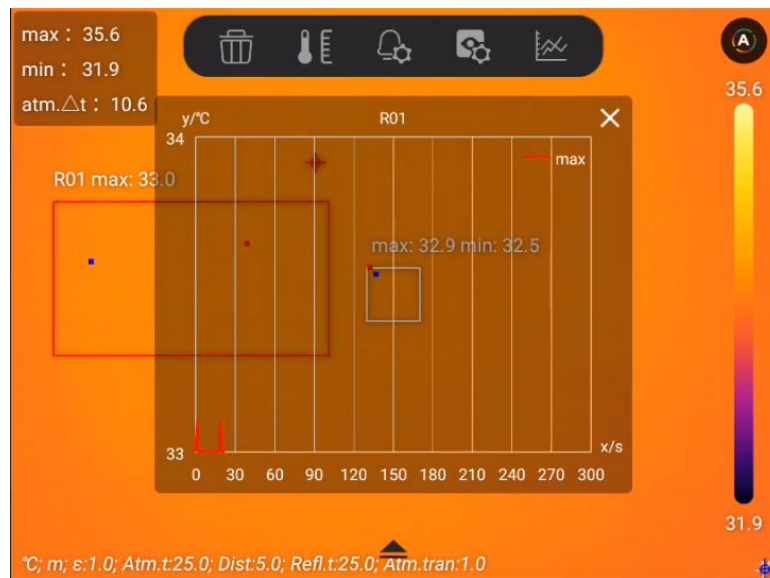 max： 35.6
min： 31.9
atm.△t： 10.6
A
35.6
y/℃
R01
34
max
R01 max: 33.0
max: 32.9 min: 32.5
33
x/s
0 30 60 90 120 150 180 210 240 270 300
31.9
℃; m; ε:1.0; Atm.t:25.0; Dist:5.0; Refl.t:25.0; Atm.tran:1.0